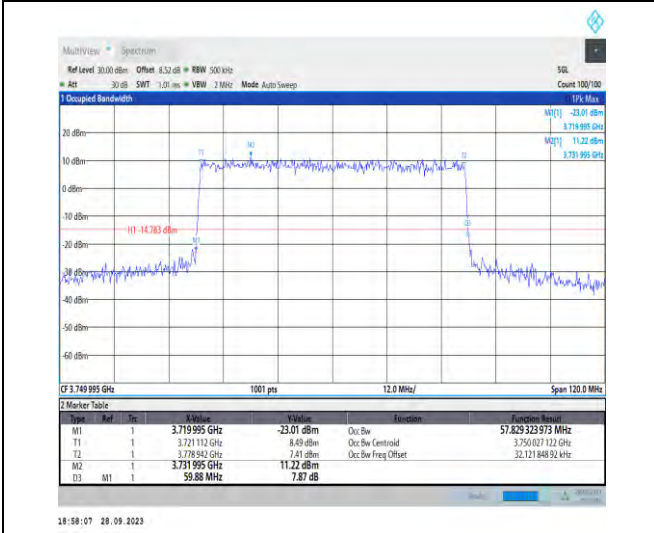 MultiView Spectrum
Ref Level 30.00 dBm Offset 8.52 dB RBW 500 kHz SGL
Att 30 dB SWT 1.01 ms VBW 2 MHz Mode Auto Sweep Count 100/100
1 Occupied Bandwidth 1Pk Max
M1[1] -23.01 dBm
3.719 995 GHz
M2[1] 11.22 dBm
3.731 995 GHz
20 dBm
T1 M2 T2
10 dBm
0 dBm
-10 dBm
H1 -14.783 dBm
D3
-20 dBm
M1
-30 dBm
-40 dBm
-50 dBm
-60 dBm
CF 3.749 995 GHz 1001 pts 12.0 MHz/ Span 120.0 MHz
2 Marker Table
Type Ref Trc X-Value Y-Value Function Function Result
M1 1 3.719 995 GHz -23.01 dBm Occ Bw 57.829 323 973 MHz
T1 1 3.721 112 GHz 8.49 dBm Occ Bw Centroid 3.750 027 122 GHz
T2 1 3.778 942 GHz 7.41 dBm Occ Bw Freq Offset 32.121 848 92 kHz
M2 1 3.731 995 GHz 11.22 dBm
D3 M1 1 59.88 MHz 7.87 dB
18:58:07 28.09.2023